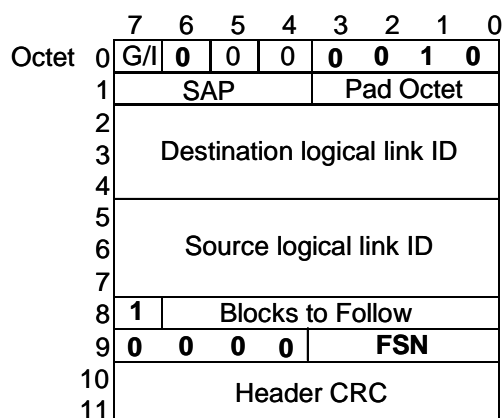 7 6 5 4 3 2 1 0
Octet 0 G/I 0 0 0 0 0 1 0
1 SAP Pad Octet
2
3 Destination logical link ID
4
5
6 Source logical link ID
7
8 1 Blocks to Follow
9 0 0 0 0 FSN
10
Header CRC
11